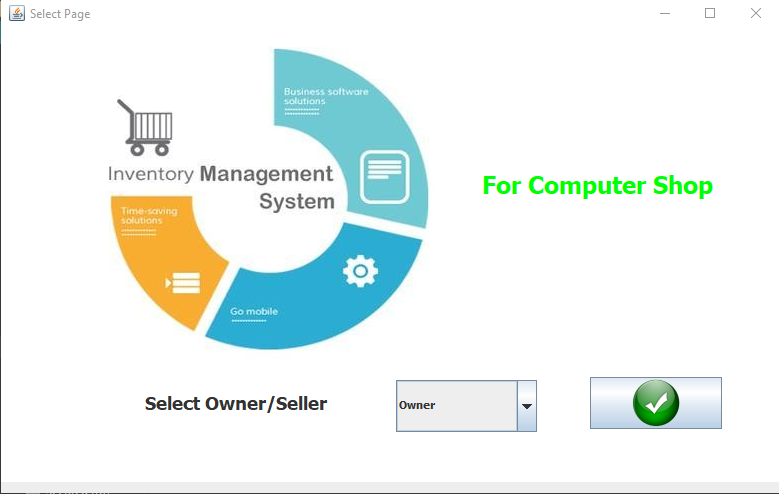 Select Page
Business software
solutions
Inventory Management
System
For Computer Shop
Time-saving
solutions
Go mobile
Select Owner/Seller
Owner